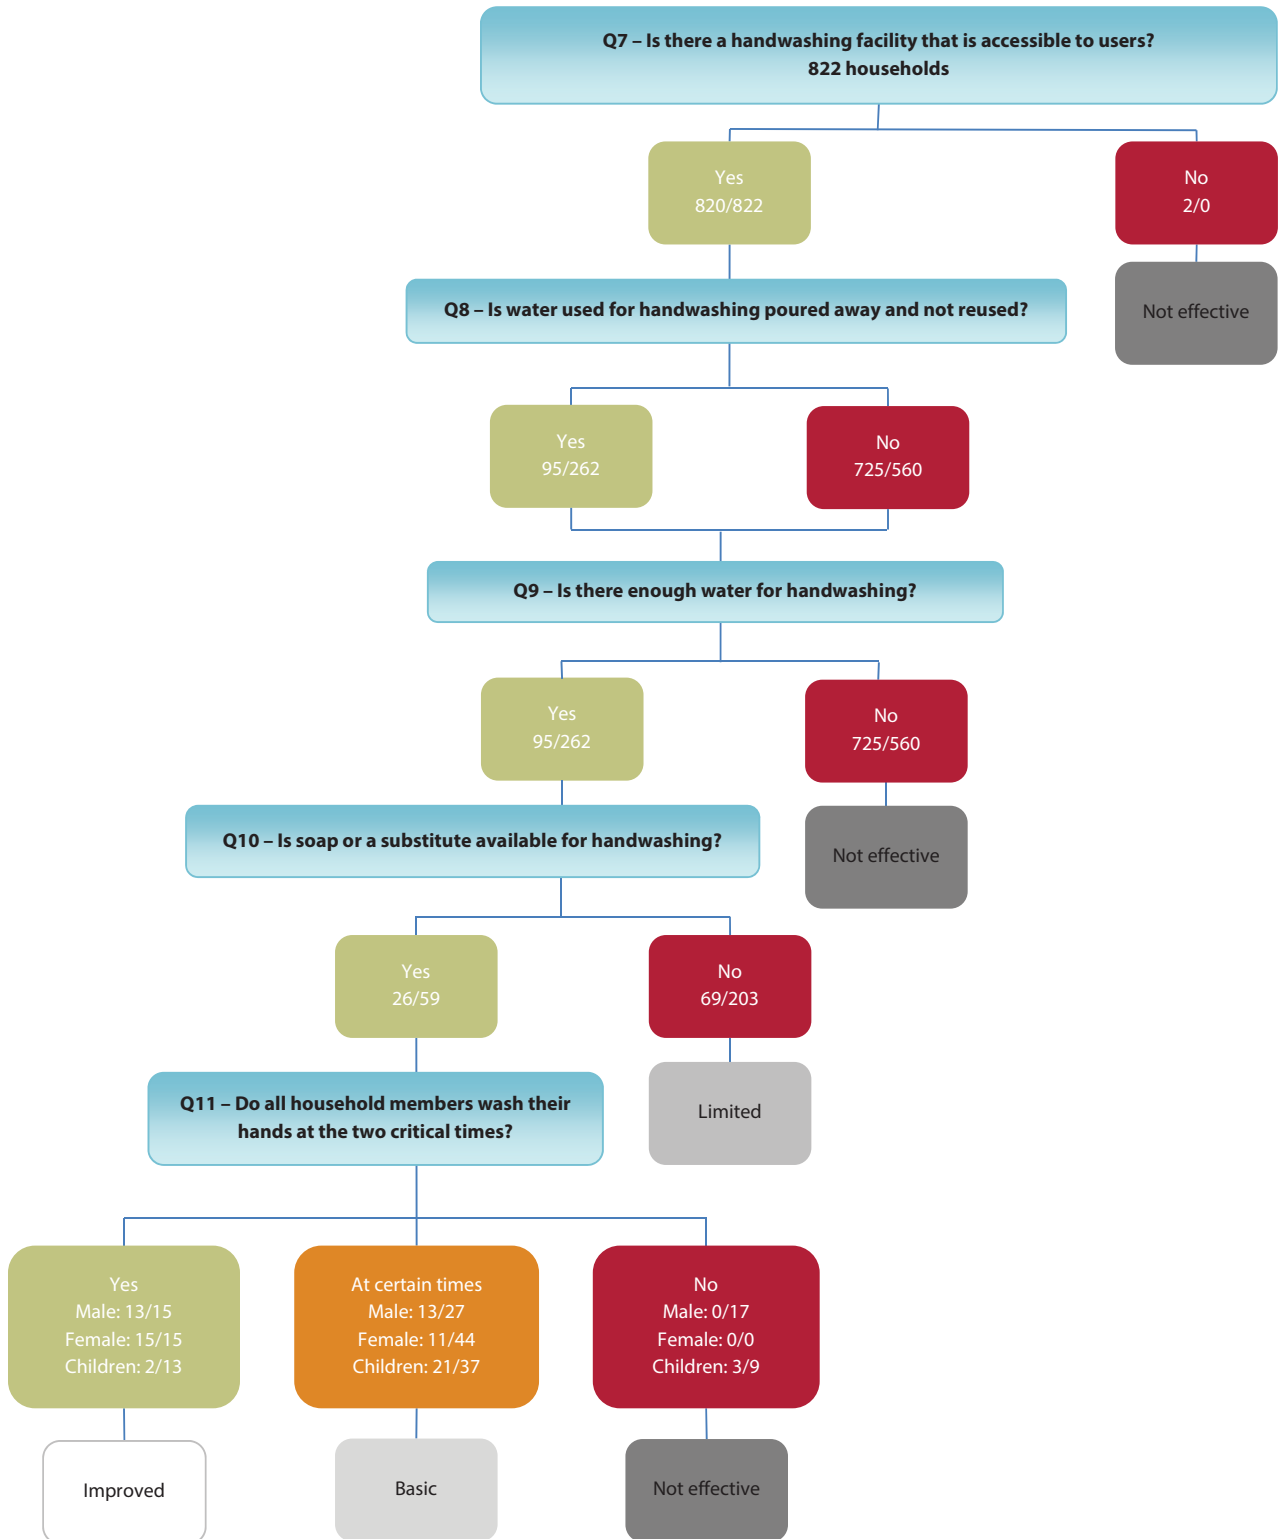 Q7 – Is there a handwashing facility that is accessible to users?
822 households
Yes
820/822
No
2/0
Not effective
Q8 – Is water used for handwashing poured away and not reused?
Yes
95/262
No
725/560
Q9 – Is there enough water for handwashing?
Yes
95/262
No
725/560
Not effective
Q10 – Is soap or a substitute available for handwashing?
Yes
26/59
No
69/203
Limited
Q11 – Do all household members wash their
hands at the two critical times?
Yes
Male: 13/15
Female: 15/15
Children: 2/13
At certain times
Male: 13/27
Female: 11/44
Children: 21/37
No
Male: 0/17
Female: 0/0
Children: 3/9
Improved
Basic
Not effective